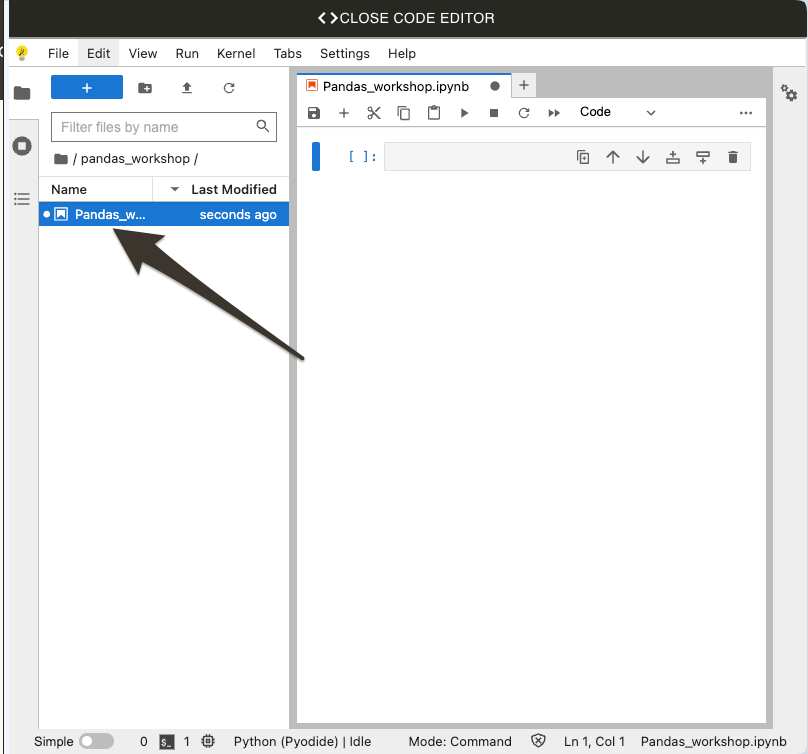 <>CLOSE CODE EDITOR
File Edit View Run Kernel Tabs Settings Help
+
Filter files by name
/ pandas_workshop /
Name Last Modified
Pandas_w... seconds ago
Pandas_workshop.ipynb
Code
[ ]:
Simple 0 $_ 1 Python (Pyodide) | Idle Mode: Command Ln 1, Col 1 Pandas_workshop.ipynb